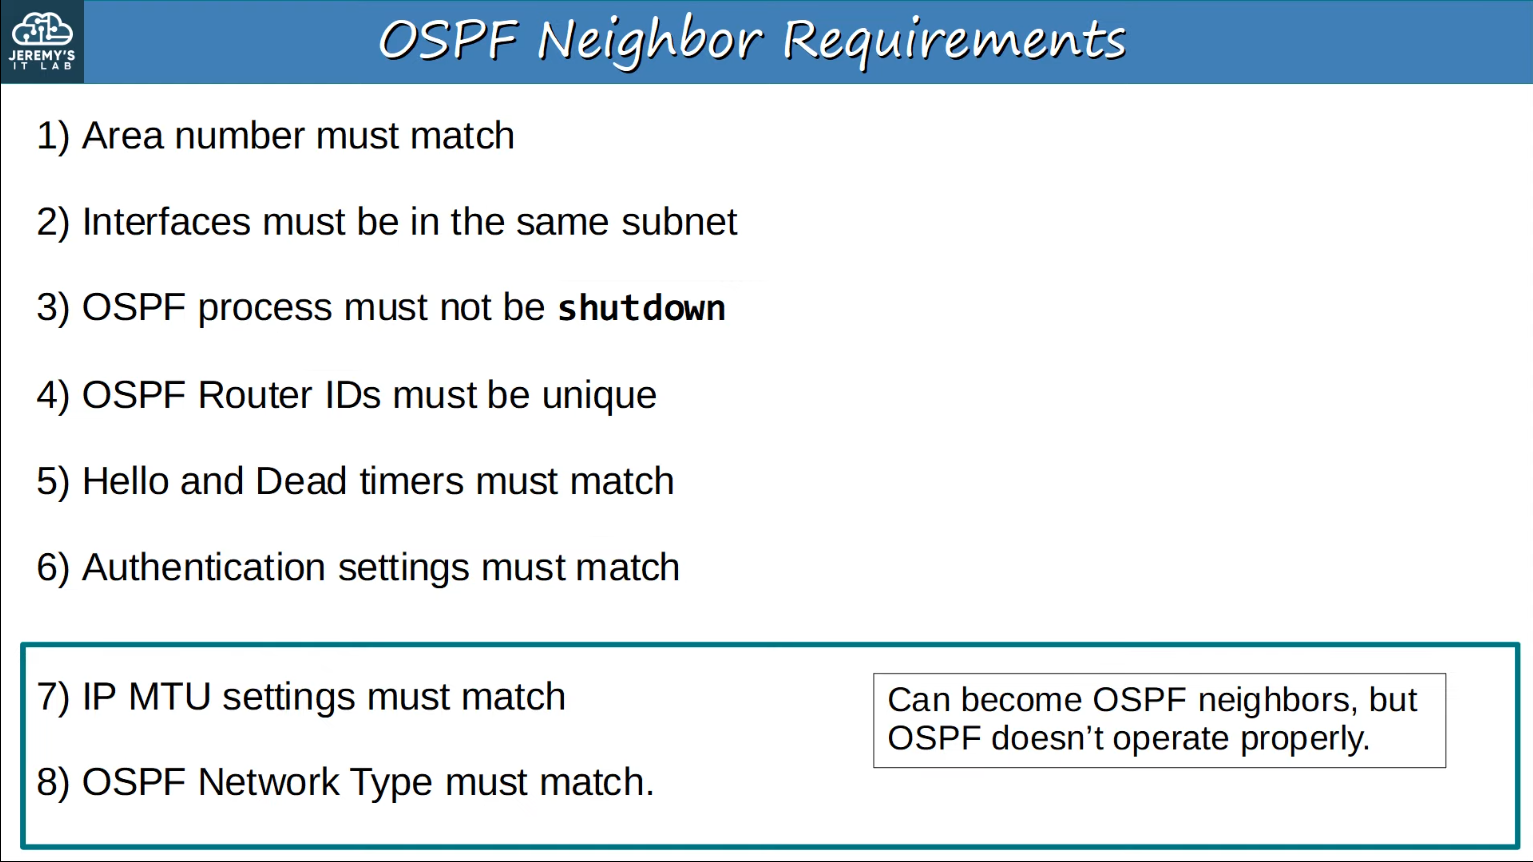 JEREMY'S
IT LAB
OSPF Neighbor Requirements
1) Area number must match
2) Interfaces must be in the same subnet
3) OSPF process must not be shutdown
4) OSPF Router IDs must be unique
5) Hello and Dead timers must match
6) Authentication settings must match
7) IP MTU settings must match
8) OSPF Network Type must match.
Can become OSPF neighbors, but
OSPF doesn’t operate properly.